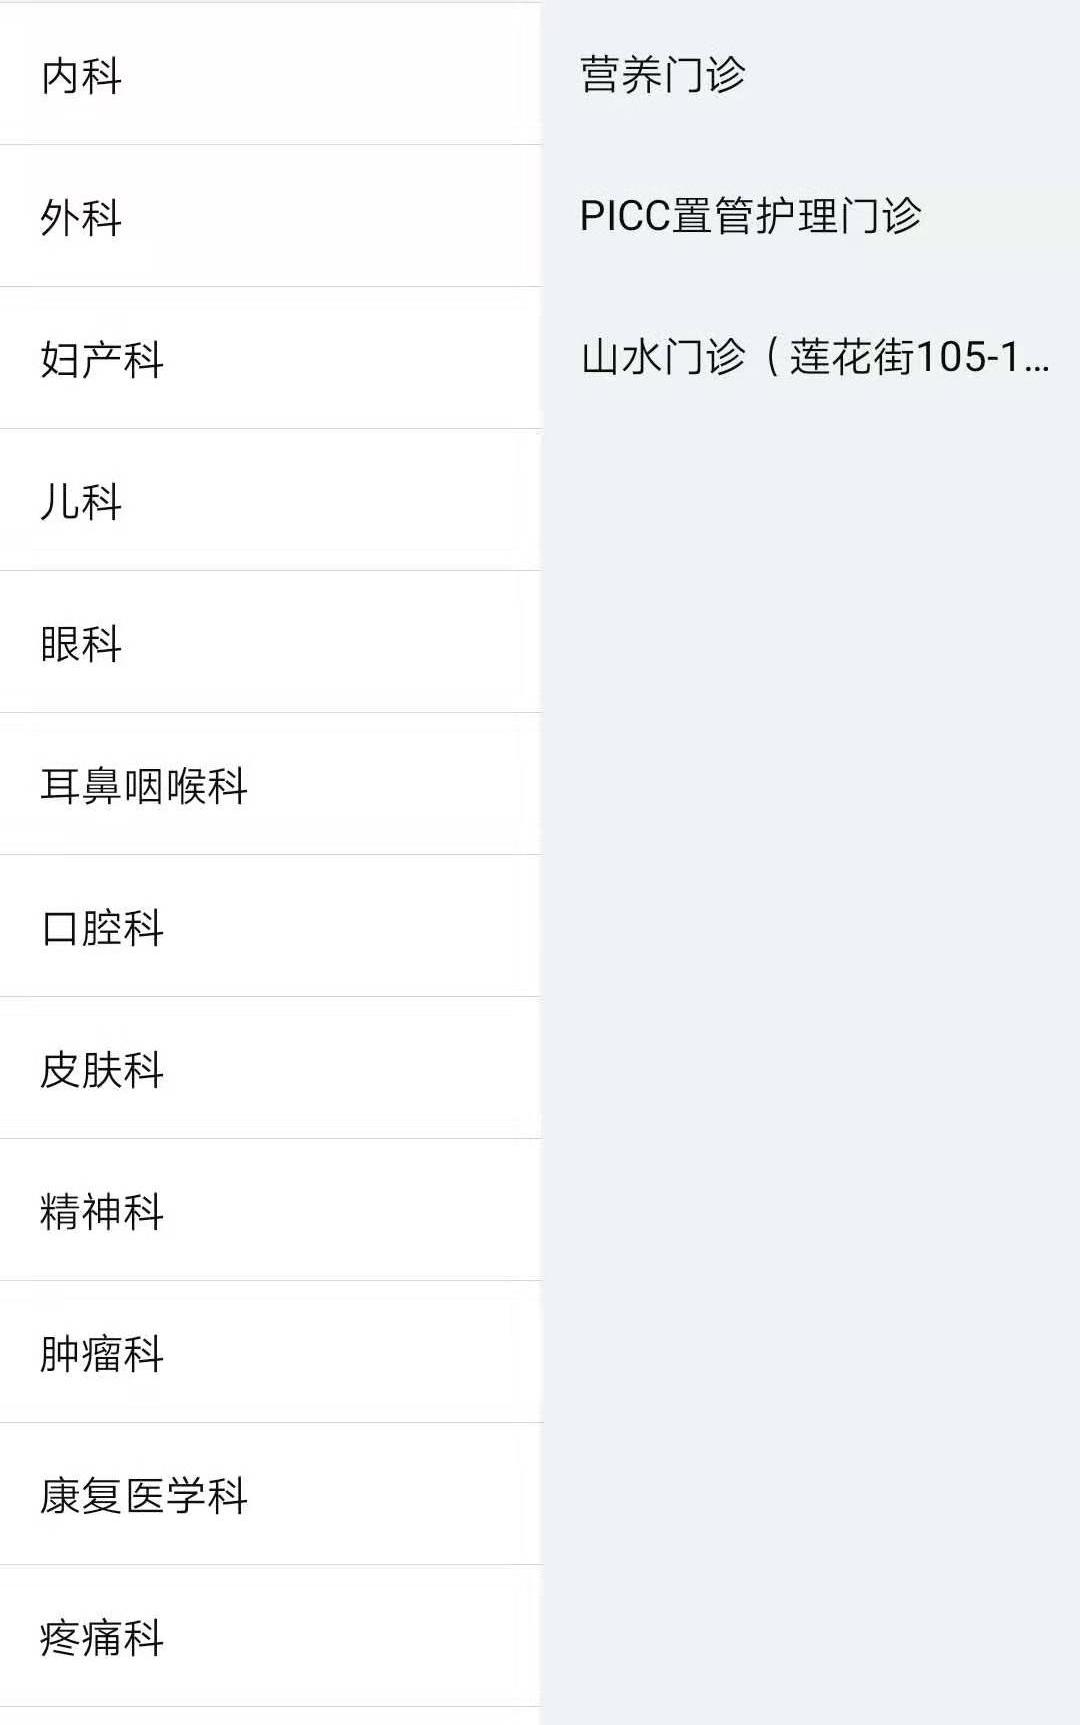 内科
外科
妇产科
儿科
眼科
耳鼻咽喉科
口腔科
皮肤科
精神科
肿瘤科
康复医学科
疼痛科
营养门诊
PICC置管护理门诊
山水门诊（莲花街105-1...